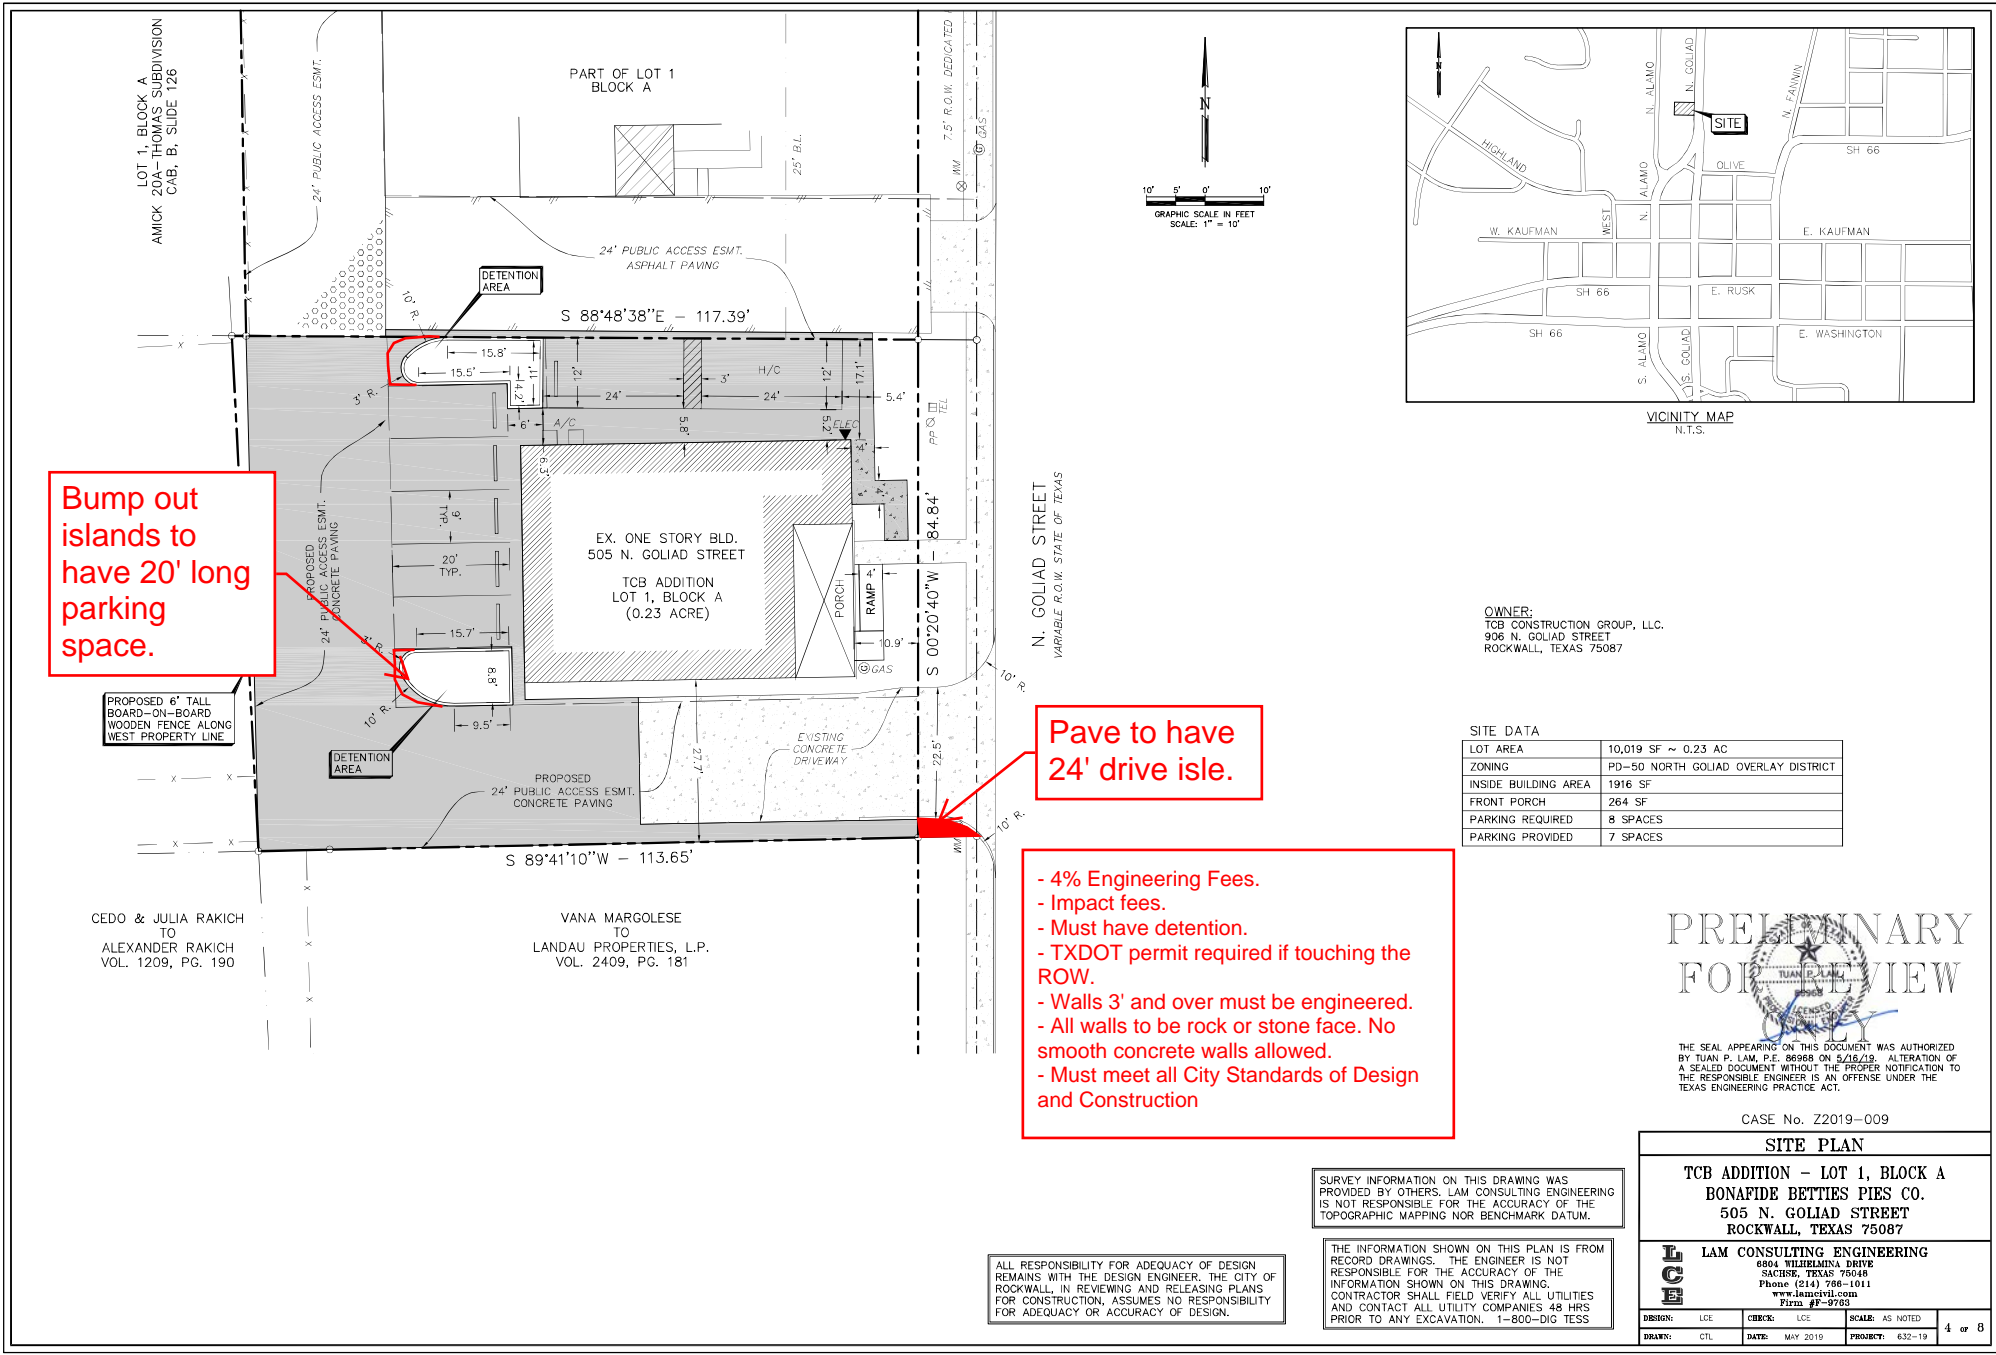 LOT 1, BLOCK A
AMICK 20A-THOMAS SUBDIVISION
CAB, B, SLIDE 126
24' PUBLIC ACCESS ESMT.
PART OF LOT 1
BLOCK A
25' B.L.
7.5' R.O.W. DEDICATED
WM
GAS
24' PUBLIC ACCESS ESMT.
ASPHALT PAVING
DETENTION
AREA
10' R.
S 88°48'38"E - 117.39'
15.8'
15.5'
11'
4.2'
3' R.
6'
A/C
12'
24'
3'
H/C
24'
12'
17.1'
5.4'
5.8'
5.2'
ELEC
4'
4'
6.3'
PP
TEL
9'
TYP.
20'
TYP.
15.7'
3' R.
8.8'
10' R.
9.5'
PROPOSED
24' PUBLIC ACCESS ESMT.
CONCRETE PAVING
Bump out
islands to
have 20' long
parking
space.
EX. ONE STORY BLD.
505 N. GOLIAD STREET
TCB ADDITION
LOT 1, BLOCK A
(0.23 ACRE)
PORCH
RAMP
4'
10.9'
GAS
S 00°20'40"W - 84.84'
N. GOLIAD STREET
VARIABLE R.O.W. STATE OF TEXAS
10' R.
PROPOSED 6' TALL
BOARD-ON-BOARD
WOODEN FENCE ALONG
WEST PROPERTY LINE
DETENTION
AREA
EXISTING
CONCRETE
DRIVEWAY
27.7'
22.5'
PROPOSED
24' PUBLIC ACCESS ESMT.
CONCRETE PAVING
10' R.
WM
Pave to have
24' drive isle.
S 89°41'10"W - 113.65'
CEDO & JULIA RAKICH
TO
ALEXANDER RAKICH
VOL. 1209, PG. 190
VANA MARGOLESE
TO
LANDAU PROPERTIES, L.P.
VOL. 2409, PG. 181
- 4% Engineering Fees.
- Impact fees.
- Must have detention.
- TXDOT permit required if touching the
ROW.
- Walls 3' and over must be engineered.
- All walls to be rock or stone face. No
smooth concrete walls allowed.
- Must meet all City Standards of Design
and Construction
N
10' 5' 0' 10'
GRAPHIC SCALE IN FEET
SCALE: 1" = 10'
N
N. ALAMO
N. GOLIAD
N. FANNIN
SITE
SH 66
HIGHLAND
OLIVE
N. ALAMO
WEST
W. KAUFMAN
E. KAUFMAN
SH 66
E. RUSK
SH 66
E. WASHINGTON
S. ALAMO
S. GOLIAD
VICINITY MAP
N.T.S.
OWNER:
TCB CONSTRUCTION GROUP, LLC.
906 N. GOLIAD STREET
ROCKWALL, TEXAS 75087
SITE DATA
LOT AREA 10,019 SF ~ 0.23 AC
ZONING PD-50 NORTH GOLIAD OVERLAY DISTRICT
INSIDE BUILDING AREA 1916 SF
FRONT PORCH 264 SF
PARKING REQUIRED 8 SPACES
PARKING PROVIDED 7 SPACES
PRELIMINARY
FOR REVIEW
ONLY
TUAN P. LAM
86968
THE SEAL APPEARING ON THIS DOCUMENT WAS AUTHORIZED
BY TUAN P. LAM, P.E. 86968 ON 5/16/19. ALTERATION OF
A SEALED DOCUMENT WITHOUT THE PROPER NOTIFICATION TO
THE RESPONSIBLE ENGINEER IS AN OFFENSE UNDER THE
TEXAS ENGINEERING PRACTICE ACT.
CASE No. Z2019-009
SITE PLAN
TCB ADDITION - LOT 1, BLOCK A
BONAFIDE BETTIES PIES CO.
505 N. GOLIAD STREET
ROCKWALL, TEXAS 75087
LCE
LAM CONSULTING ENGINEERING
6804 WILHELMINA DRIVE
SACHSE, TEXAS 75048
Phone (214) 766-1011
www.lamcivil.com
Firm #F-9763
DESIGN: LCE CHECK: LCE SCALE: AS NOTED
DRAWN: CTL DATE: MAY 2019 PROJECT: 632-19
4 OF 8
SURVEY INFORMATION ON THIS DRAWING WAS
PROVIDED BY OTHERS. LAM CONSULTING ENGINEERING
IS NOT RESPONSIBLE FOR THE ACCURACY OF THE
TOPOGRAPHIC MAPPING NOR BENCHMARK DATUM.
THE INFORMATION SHOWN ON THIS PLAN IS FROM
RECORD DRAWINGS. THE ENGINEER IS NOT
RESPONSIBLE FOR THE ACCURACY OF THE
INFORMATION SHOWN ON THIS DRAWING.
CONTRACTOR SHALL FIELD VERIFY ALL UTILITIES
AND CONTACT ALL UTILITY COMPANIES 48 HRS
PRIOR TO ANY EXCAVATION. 1-800-DIG TESS
ALL RESPONSIBILITY FOR ADEQUACY OF DESIGN
REMAINS WITH THE DESIGN ENGINEER. THE CITY OF
ROCKWALL, IN REVIEWING AND RELEASING PLANS
FOR CONSTRUCTION, ASSUMES NO RESPONSIBILITY
FOR ADEQUACY OR ACCURACY OF DESIGN.